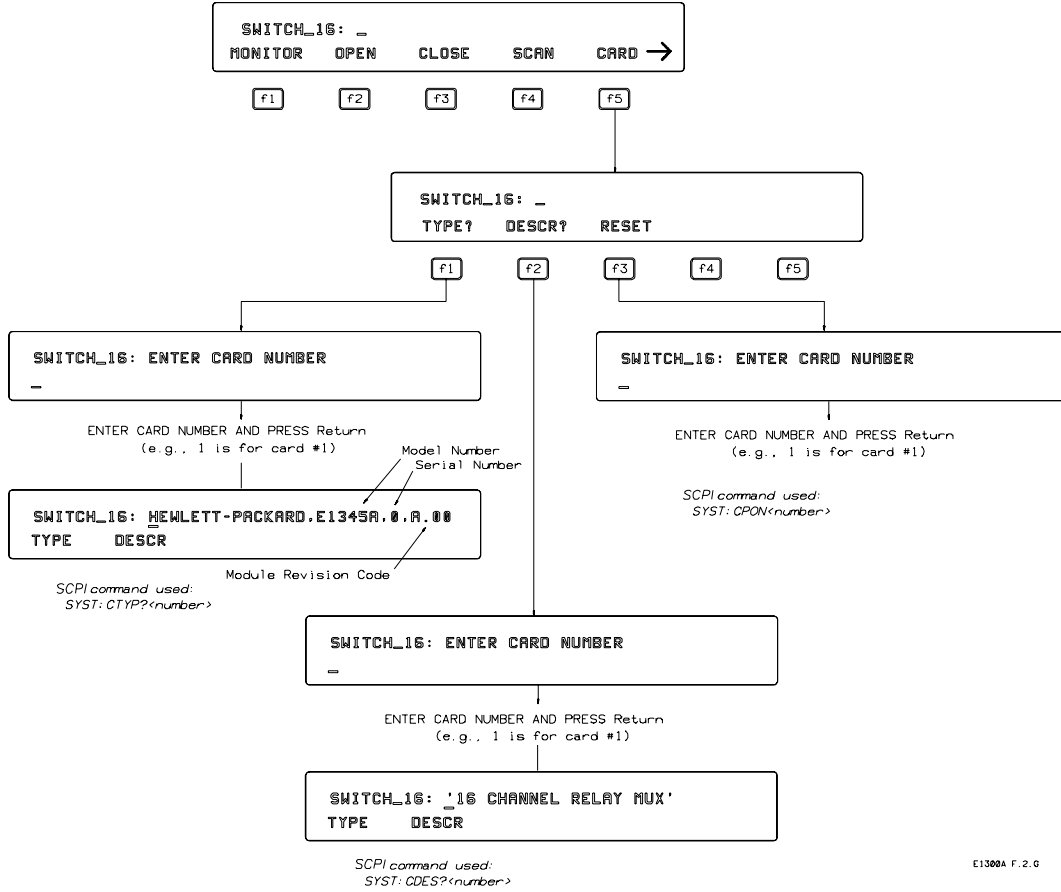 SWITCH_16: _
MONITOR OPEN CLOSE SCAN CARD →
f1 f2 f3 f4 f5
SWITCH_16: _
TYPE? DESCR? RESET
f1 f2 f3 f4 f5
SWITCH_16: ENTER CARD NUMBER
_
ENTER CARD NUMBER AND PRESS Return
(e.g., 1 is for card #1)
Model Number
Serial Number
SWITCH_16: HEWLETT-PACKARD,E1345A,0,A.00
TYPE DESCR
Module Revision Code
SCPI command used:
SYST: CTYP?<number>
SWITCH_16: ENTER CARD NUMBER
_
ENTER CARD NUMBER AND PRESS Return
(e.g., 1 is for card #1)
SCPI command used:
SYST: CPON<number>
SWITCH_16: ENTER CARD NUMBER
_
ENTER CARD NUMBER AND PRESS Return
(e.g., 1 is for card #1)
SWITCH_16: '16 CHANNEL RELAY MUX'
TYPE DESCR
SCPI command used:
SYST: CDES?<number>
E1300A F.2.G